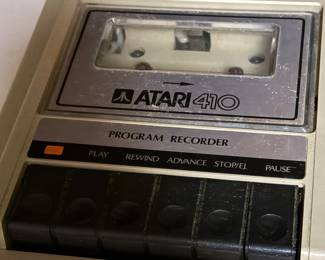 ATARI 410
PROGRAM RECORDER
PLAY REWIND ADVANCE STOP/EJ. PAUSE